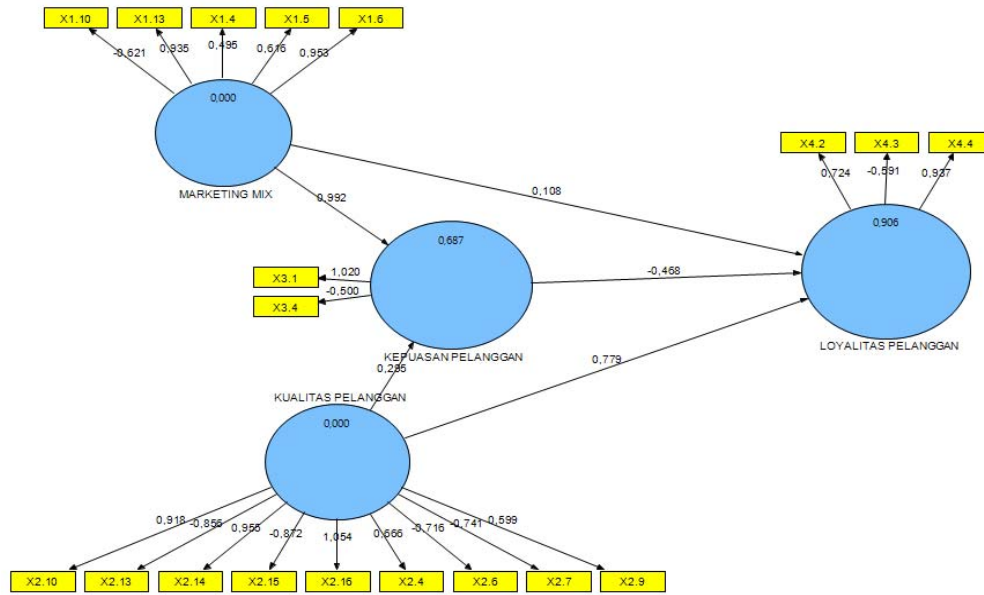 X1.10 X1.13 X1.4 X1.5 X1.6
-0,621 0,935 0,495 0,616 0,953
0,000
MARKETING MIX
X4.2 X4.3 X4.4
0,724 -0,591 0,937
0,108
0,992
0,906
LOYALITAS PELANGGAN
0,687
X3.1 1,020
X3.4 -0,500
-0,468
KEPUASAN PELANGGAN
0,295
0,779
KUALITAS PELANGGAN
0,000
0,918 -0,856 0,955 -0,872 1,054 0,666 -0,716 -0,741 0,599
X2.10 X2.13 X2.14 X2.15 X2.16 X2.4 X2.6 X2.7 X2.9